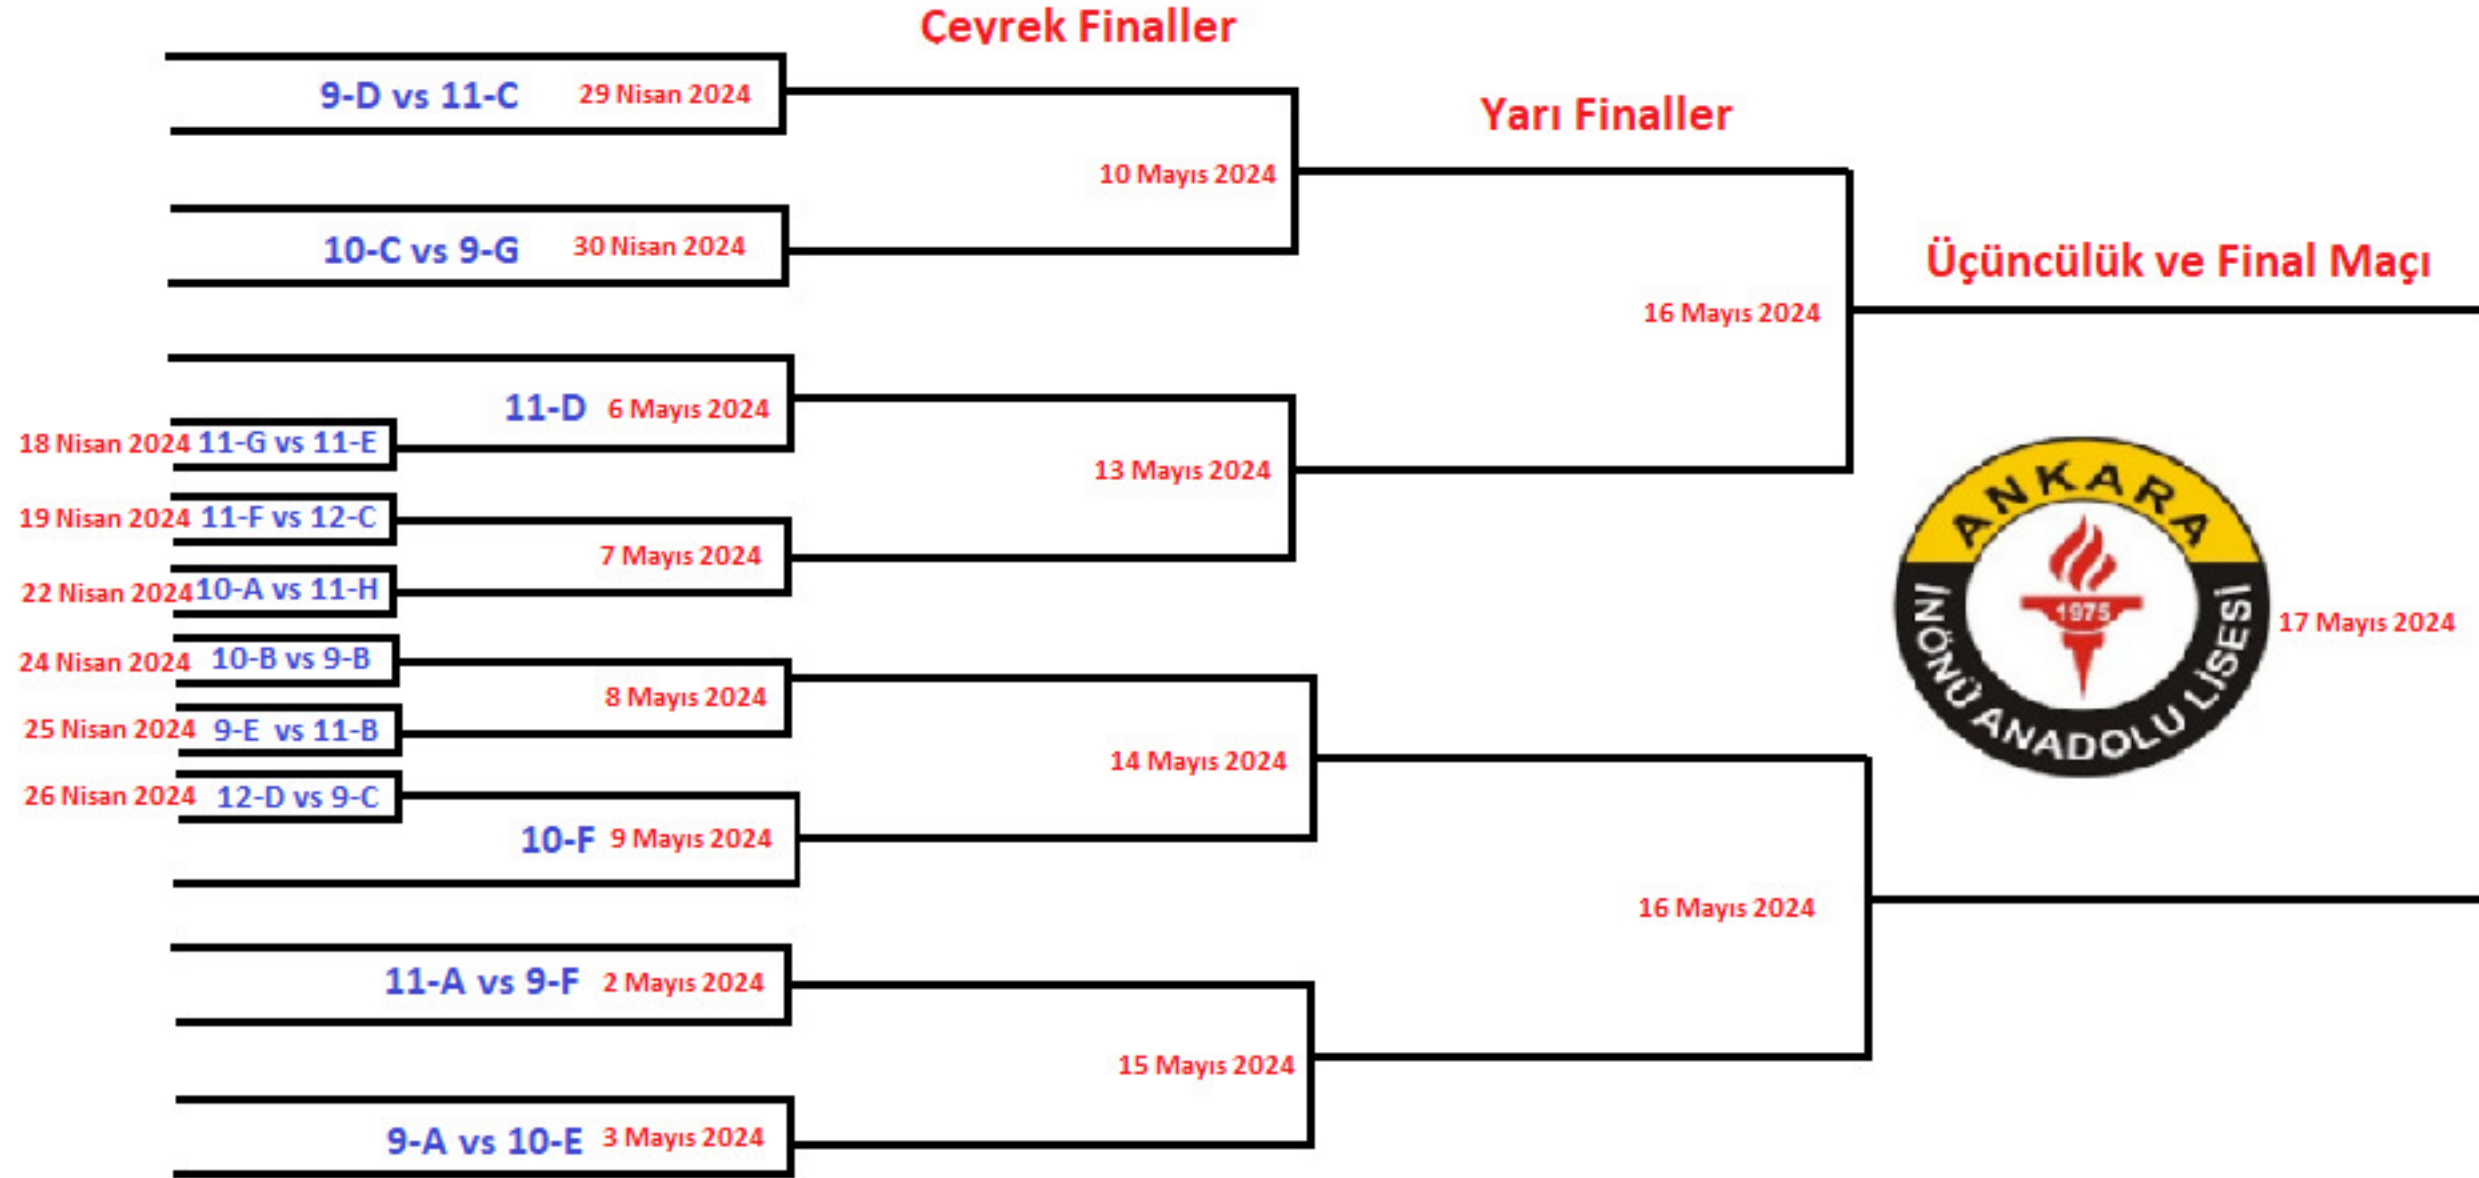 Çeyrek Finaller
9-D vs 11-C 29 Nisan 2024
Yarı Finaller
10 Mayıs 2024
10-C vs 9-G 30 Nisan 2024
Üçüncülük ve Final Maçı
16 Mayıs 2024
11-D 6 Mayıs 2024
18 Nisan 2024 11-G vs 11-E
13 Mayıs 2024
19 Nisan 2024 11-F vs 12-C
7 Mayıs 2024
22 Nisan 2024 10-A vs 11-H
24 Nisan 2024 10-B vs 9-B
8 Mayıs 2024
25 Nisan 2024 9-E vs 11-B
14 Mayıs 2024
26 Nisan 2024 12-D vs 9-C
10-F 9 Mayıs 2024
16 Mayıs 2024
11-A vs 9-F 2 Mayıs 2024
15 Mayıs 2024
9-A vs 10-E 3 Mayıs 2024
ANKARA
1975
İNÖNÜ ANADOLU LİSESİ
17 Mayıs 2024